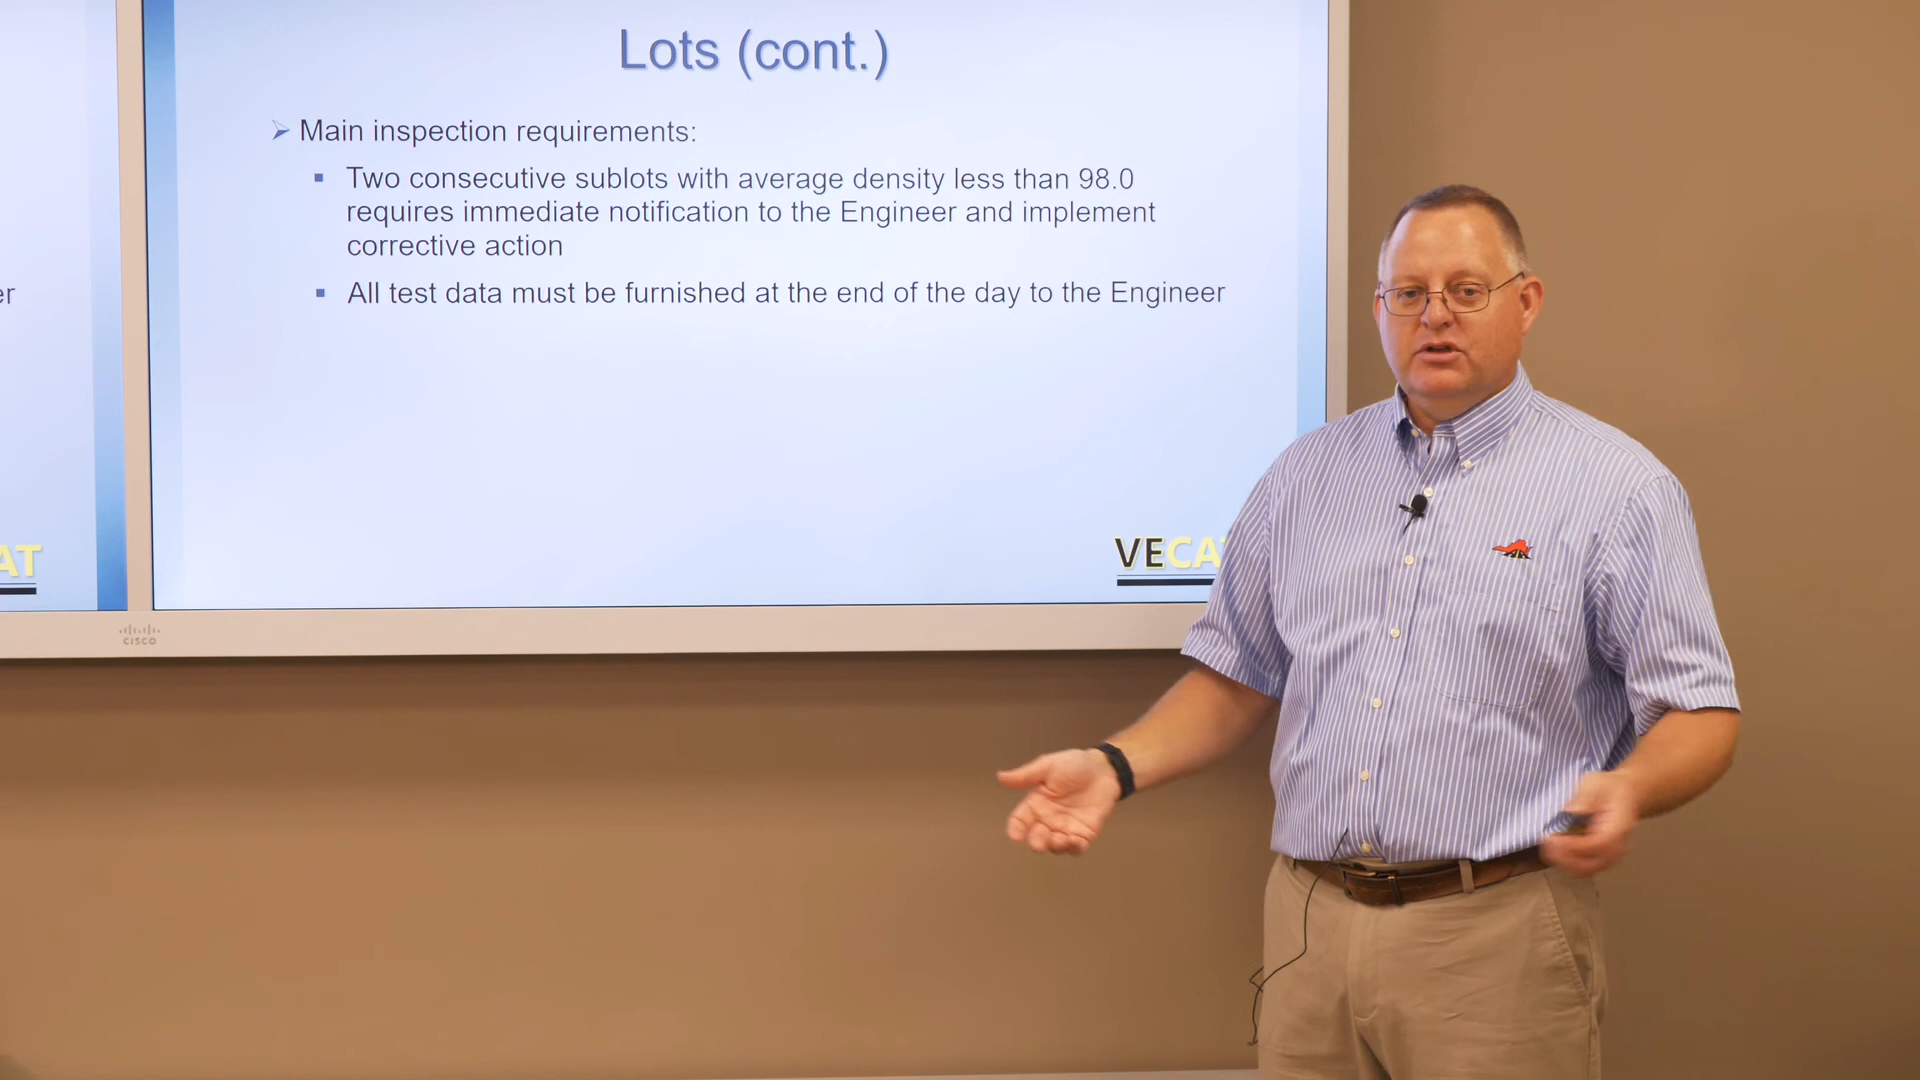 Lots (cont.)
Main inspection requirements:
Two consecutive sublots with average density less than 98.0
requires immediate notification to the Engineer and implement
corrective action
All test data must be furnished at the end of the day to the Engineer
er
AT
VECA
CISCO